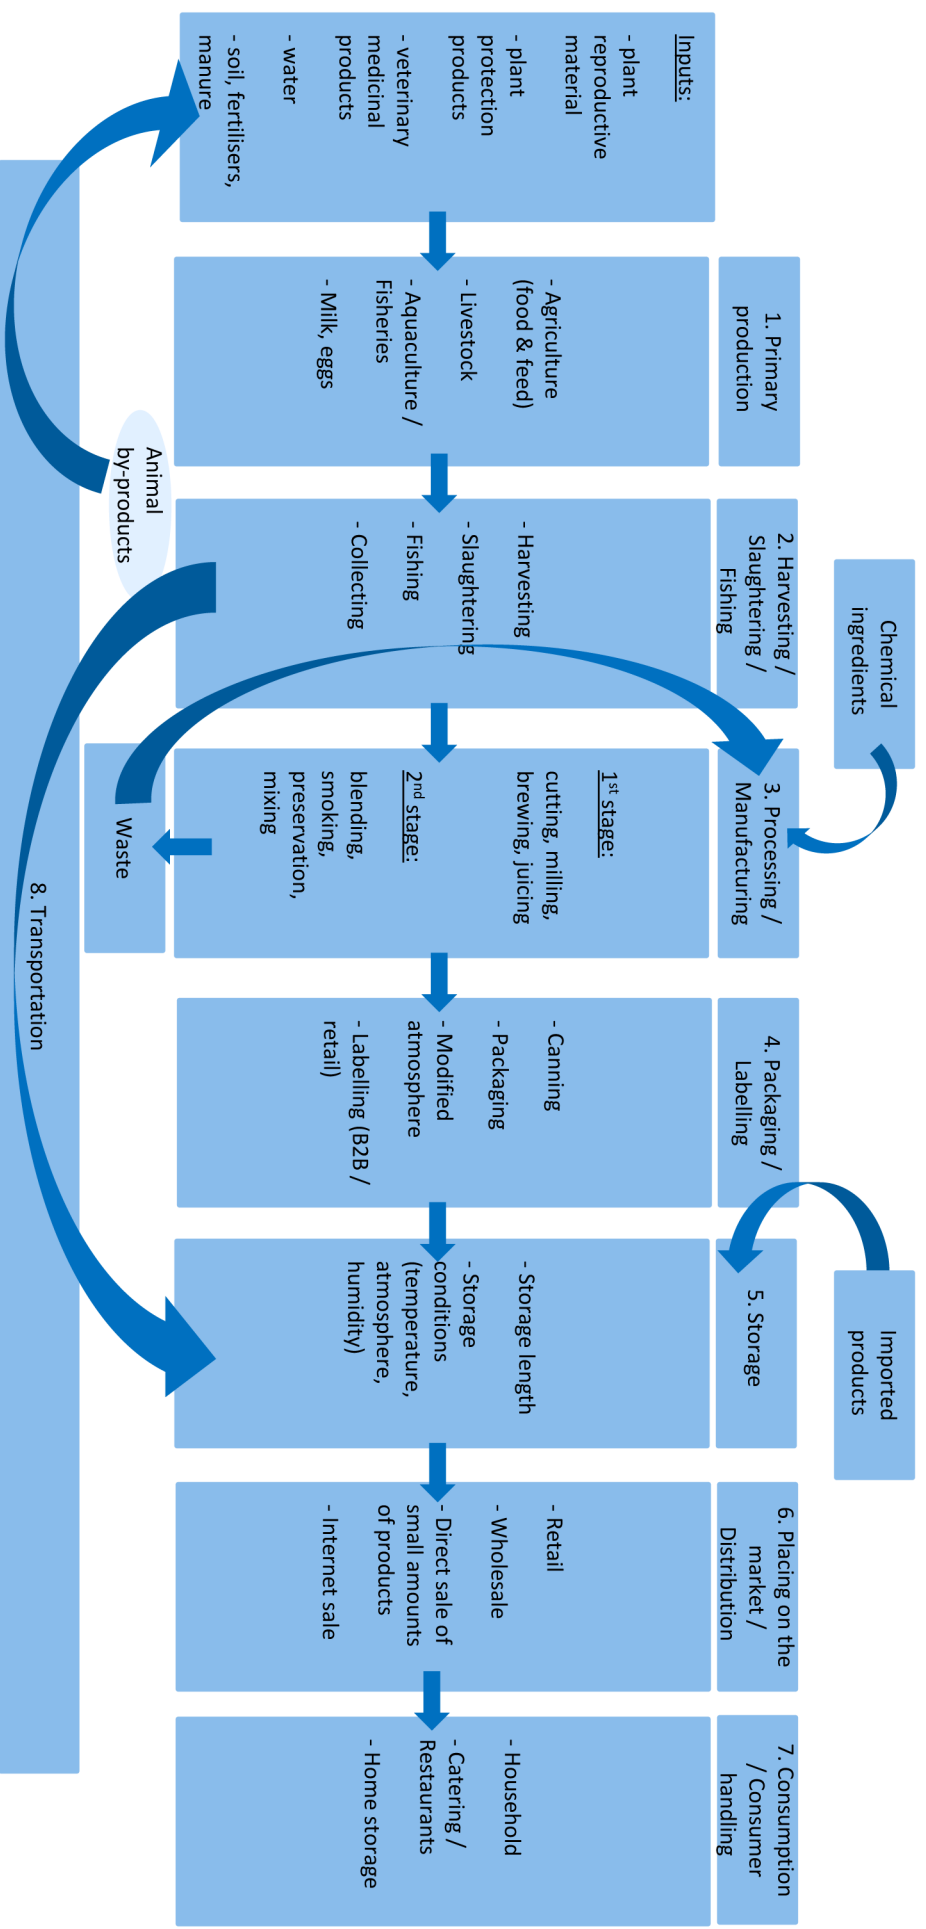 Chemical
ingredients
Imported
products
Inputs:
- plant
reproductive
material
- plant
protection
products
- veterinary
medicinal
products
- water
- soil, fertilisers,
manure
1. Primary
production
- Agriculture
(food & feed)
- Livestock
- Aquaculture /
Fisheries
- Milk, eggs
2. Harvesting /
Slaughtering /
Fishing
- Harvesting
- Slaughtering
- Fishing
- Collecting
3. Processing /
Manufacturing
1st stage:
cutting, milling,
brewing, juicing
2nd stage:
blending,
smoking,
preservation,
mixing
4. Packaging /
Labelling
- Canning
- Packaging
- Modified
atmosphere
- Labelling (B2B /
retail)
5. Storage
- Storage length
- Storage
conditions
(temperature,
atmosphere,
humidity)
6. Placing on the
market /
Distribution
- Retail
- Wholesale
- Direct sale of
small amounts
of products
- Internet sale
7. Consumption
/ Consumer
handling
- Household
- Catering /
Restaurants
- Home storage
Animal
by-products
Waste
8. Transportation